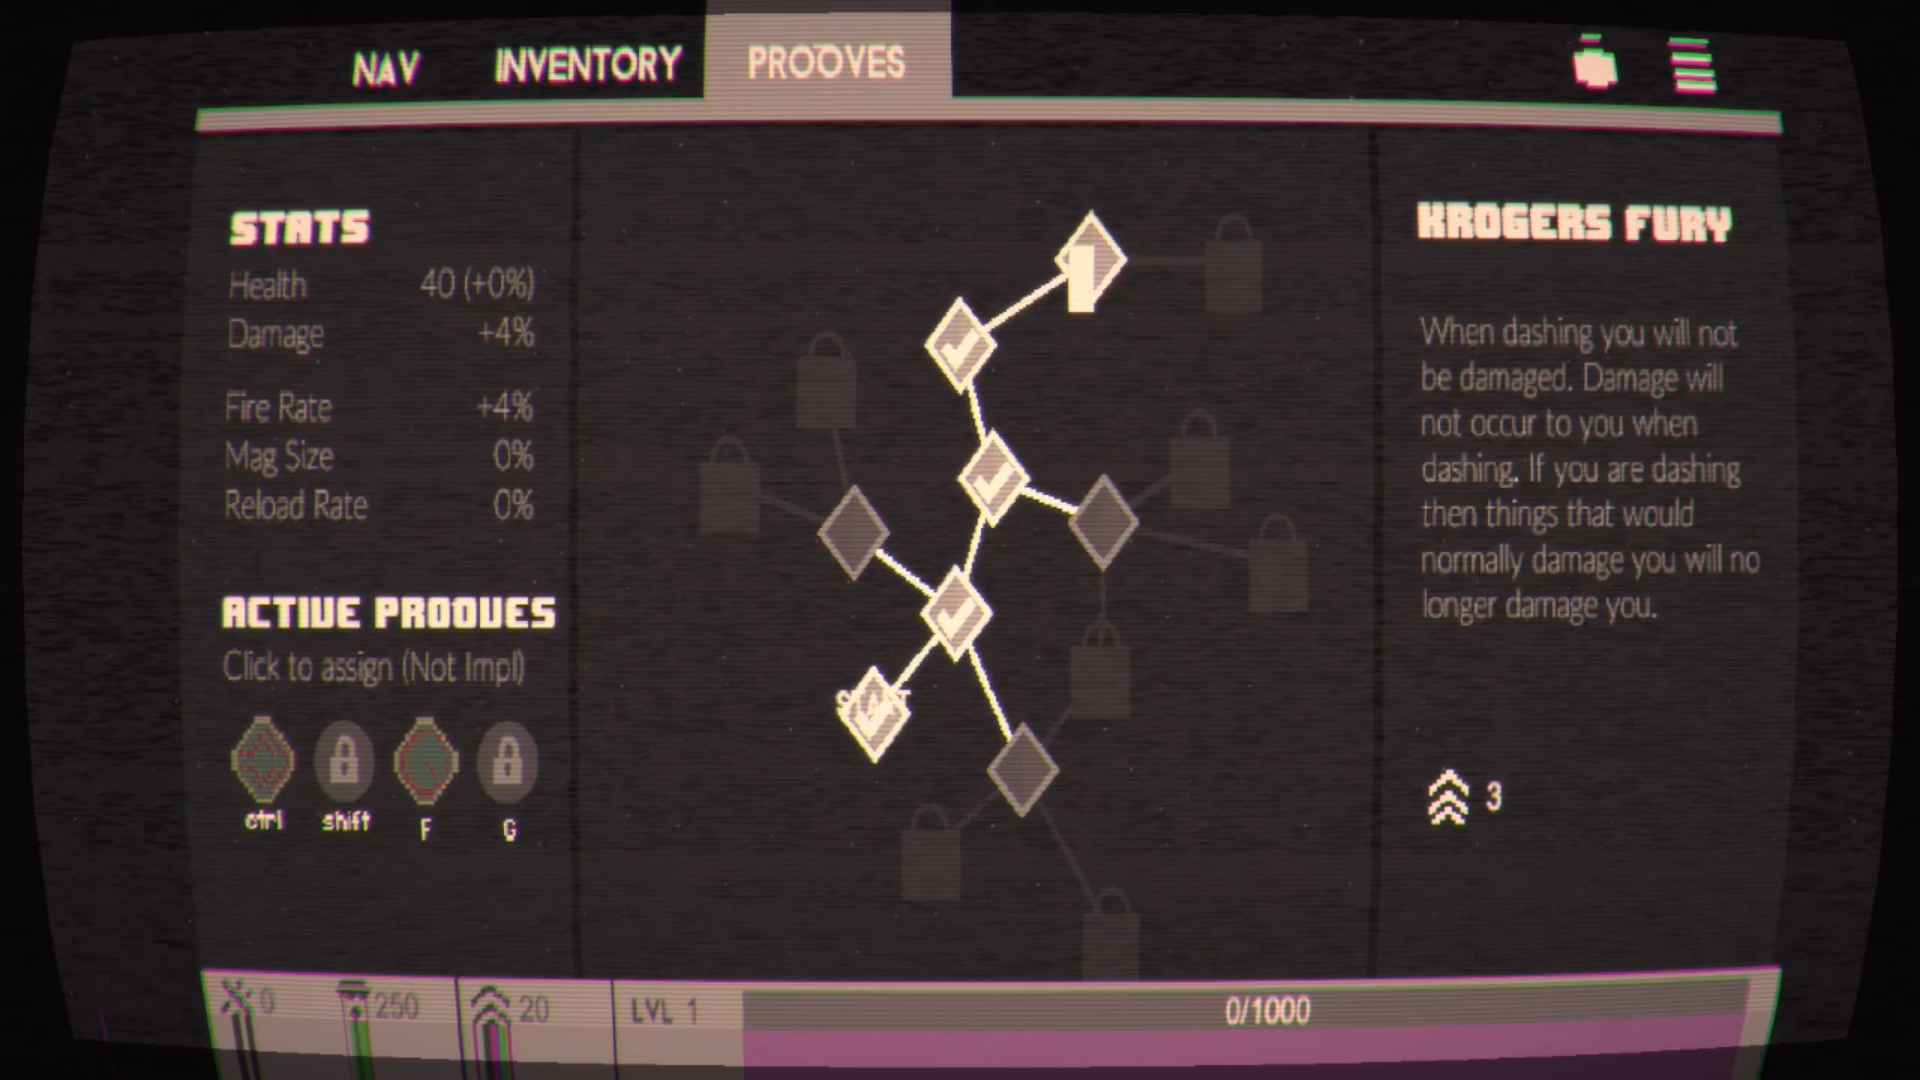 NAV
INVENTORY
PROOVES
STATS
Health 40 (+0%)
Damage +4%
Fire Rate +4%
Mag Size 0%
Reload Rate 0%
ACTIVE PROOVES
Click to assign (Not Impl)
ctrl shift F G
START
KROGERS FURY
When dashing you will not
be damaged. Damage will
not occur to you when
dashing. If you are dashing
then things that would
normally damage you will no
longer damage you.
3
0 250 20 LVL 1 0/1000